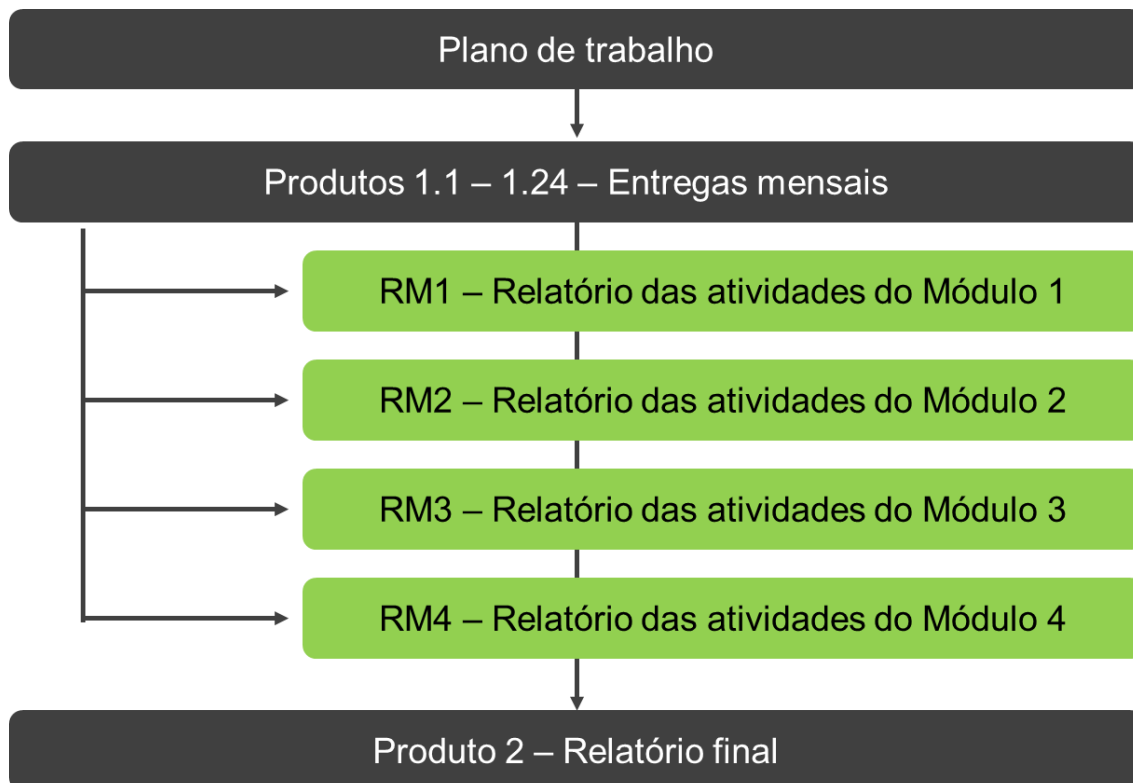 Plano de trabalho
Produtos 1.1 – 1.24 – Entregas mensais
RM1 – Relatório das atividades do Módulo 1
RM2 – Relatório das atividades do Módulo 2
RM3 – Relatório das atividades do Módulo 3
RM4 – Relatório das atividades do Módulo 4
Produto 2 – Relatório final